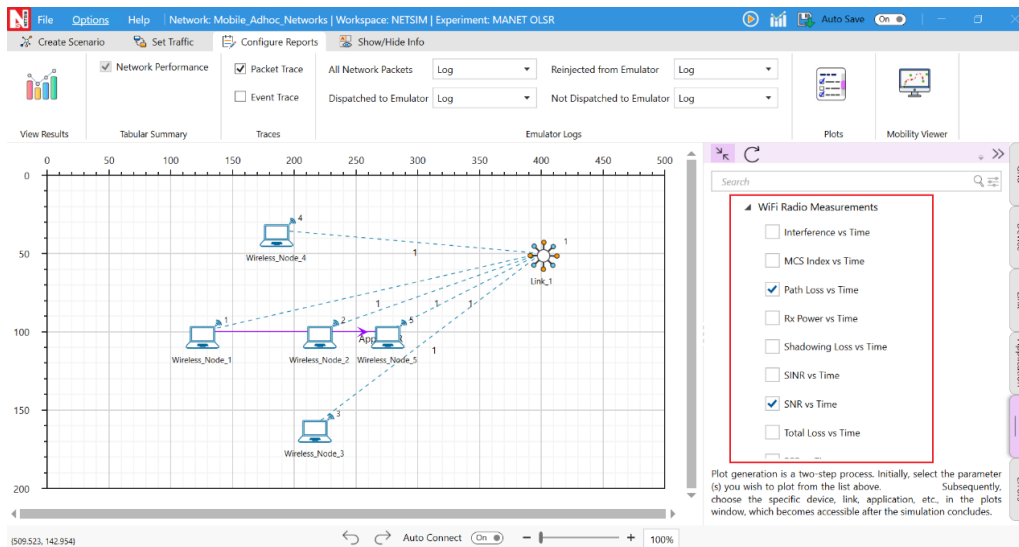 File Options Help Network: Mobile_Adhoc_Networks | Workspace: NETSIM | Experiment: MANET OLSR Auto Save On
Create Scenario Set Traffic Configure Reports Show/Hide Info
Network Performance Packet Trace All Network Packets Log Reinjected from Emulator Log
Event Trace Dispatched to Emulator Log Not Dispatched to Emulator Log
View Results Tabular Summary Traces Emulator Logs Plots Mobility Viewer
0 50 100 150 200 250 300 350 400 450 500
0
50
100
150
200
4
Wireless_Node_4
1
Link_1
1
1
Wireless_Node_1
2
Wireless_Node_2
5
Wireless_Node_5
1
1
1
1
3
Wireless_Node_3
Search
WiFi Radio Measurements
Interference vs Time
MCS Index vs Time
Path Loss vs Time
Rx Power vs Time
Shadowing Loss vs Time
SINR vs Time
SNR vs Time
Total Loss vs Time
Plot generation is a two-step process. Initially, select the parameter
(s) you wish to plot from the list above. Subsequently,
choose the specific device, link, application, etc., in the plots
window, which becomes accessible after the simulation concludes.
(509.523, 142.954) Auto Connect On 100%